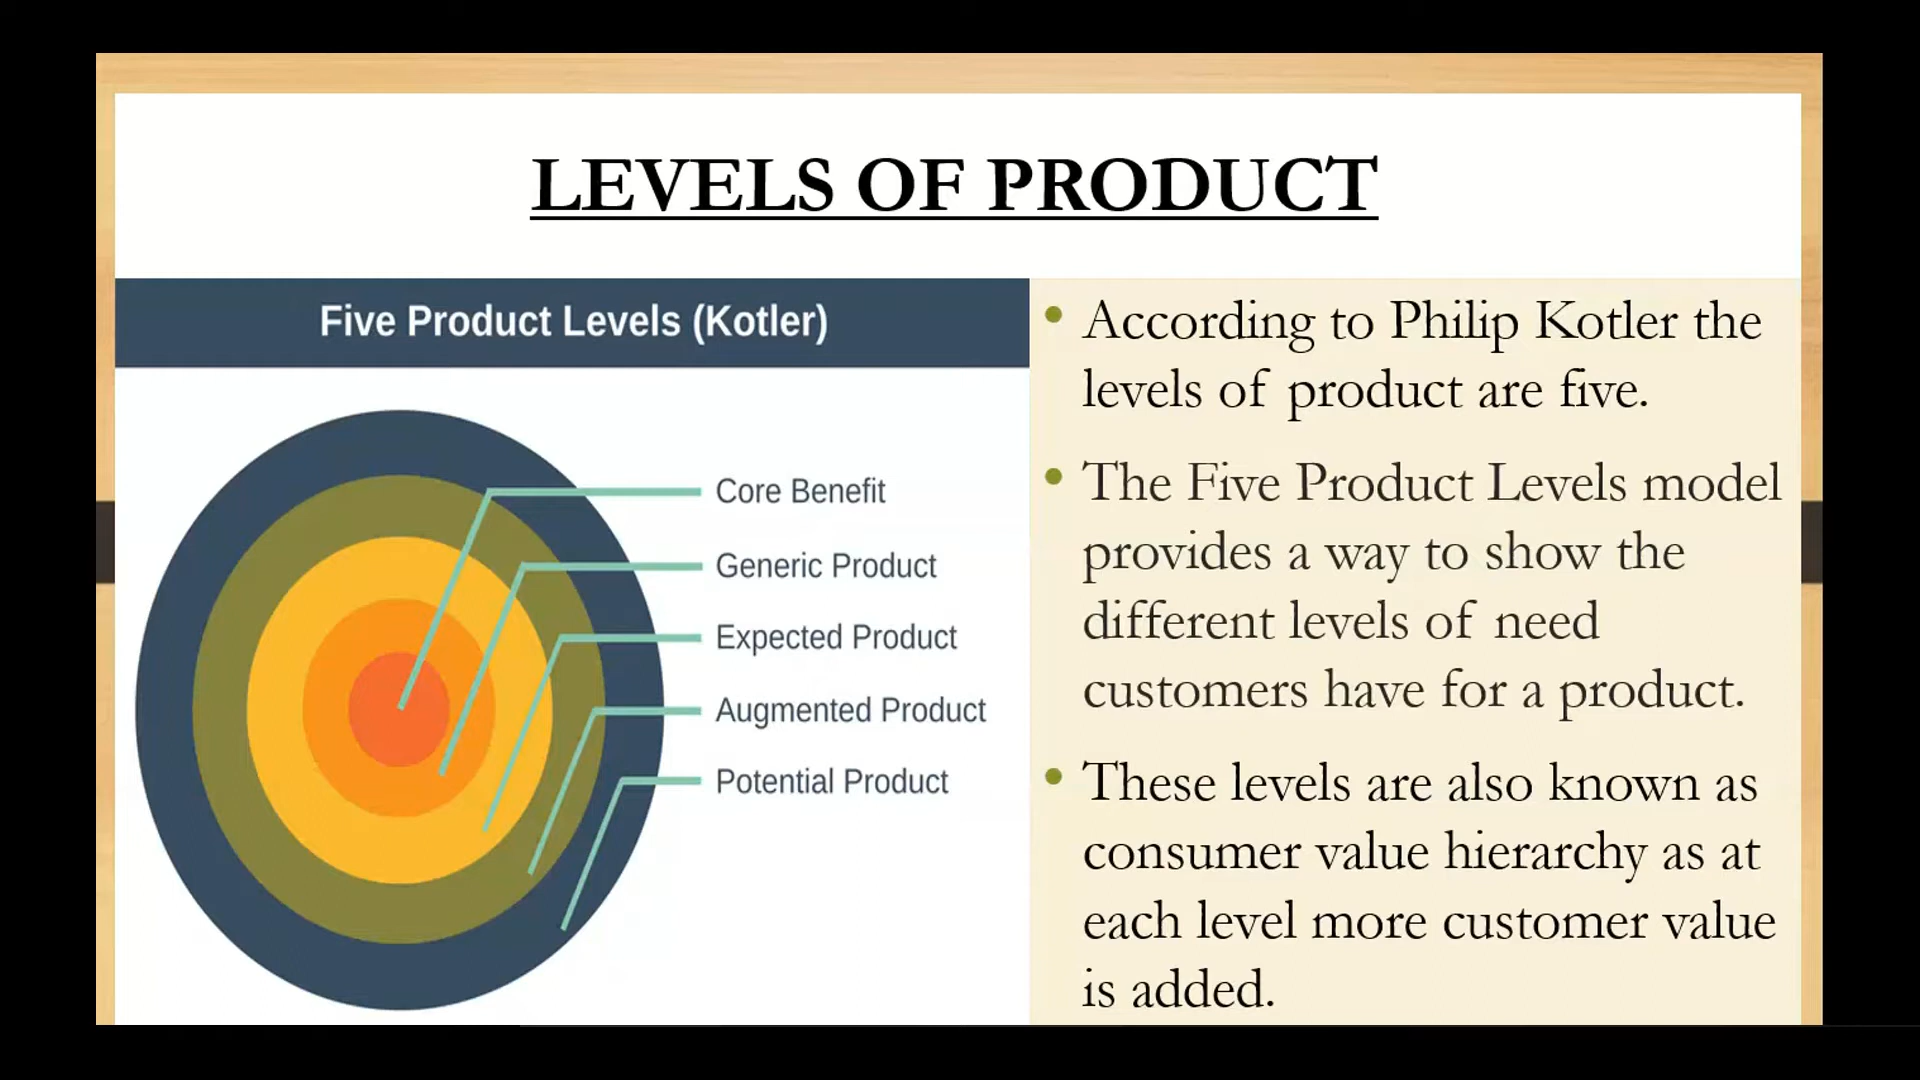 LEVELS OF PRODUCT
Five Product Levels (Kotler)
Core Benefit
Generic Product
Expected Product
Augmented Product
Potential Product
• According to Philip Kotler the
levels of product are five.
• The Five Product Levels model
provides a way to show the
different levels of need
customers have for a product.
• These levels are also known as
consumer value hierarchy as at
each level more customer value
is added.